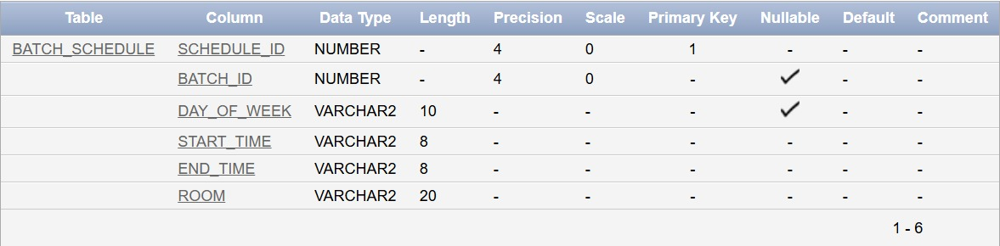 Table Column Data Type Length Precision Scale Primary Key Nullable Default Comment
BATCH_SCHEDULE SCHEDULE_ID NUMBER - 4 0 1 - - -
BATCH_ID NUMBER - 4 0 - ✓ - -
DAY_OF_WEEK VARCHAR2 10 - - - ✓ - -
START_TIME VARCHAR2 8 - - - - - -
END_TIME VARCHAR2 8 - - - - - -
ROOM VARCHAR2 20 - - - - - -
1 - 6